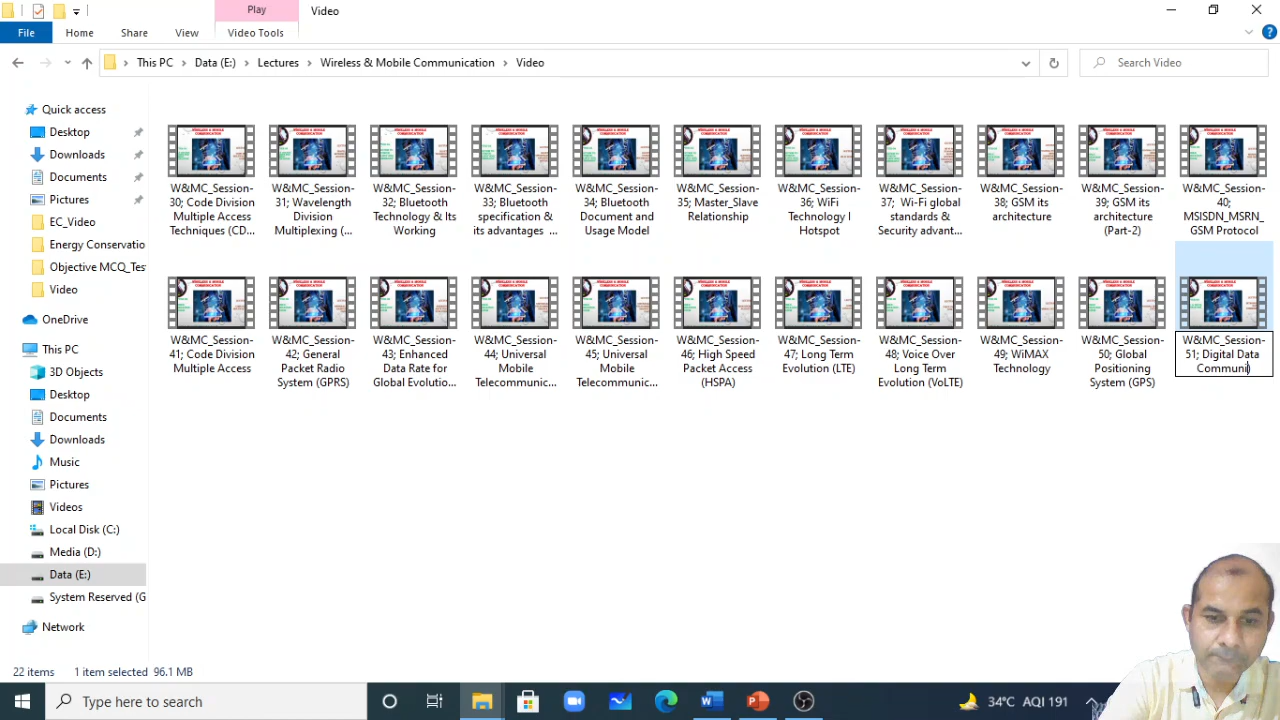 Play
Video
File
Home
Share
View
Video Tools
This PC
Data (E:)
Lectures
Wireless & Mobile Communication
Video
Search Video
Quick access
Desktop
Downloads
Documents
Pictures
EC_Video
Energy Conservatio
Objective MCQ_Test
Video
OneDrive
This PC
3D Objects
Desktop
Documents
Downloads
Music
Pictures
Videos
Local Disk (C:)
Media (D:)
Data (E:)
System Reserved (G
Network
W&MC_Session-
30; Code Division
Multiple Access
Techniques (CD...
W&MC_Session-
31; Wavelength
Division
Multiplexing (...
W&MC_Session-
32; Bluetooth
Technology & Its
Working
W&MC_Session-
33; Bluetooth
specification &
its advantages _...
W&MC_Session-
34; Bluetooth
Document and
Usage Model
W&MC_Session-
35; Master_Slave
Relationship
W&MC_Session-
36; WiFi
Technology I
Hotspot
W&MC_Session-
37; Wi-Fi global
standards &
Security advant...
W&MC_Session-
38; GSM its
architecture
W&MC_Session-
39; GSM its
architecture
(Part-2)
W&MC_Session-
40;
MSISDN_MSRN_
GSM Protocol
W&MC_Session-
41; Code Division
Multiple Access
W&MC_Session-
42; General
Packet Radio
System (GPRS)
W&MC_Session-
43; Enhanced
Data Rate for
Global Evolutio...
W&MC_Session-
44; Universal
Mobile
Telecommunic...
W&MC_Session-
45; Universal
Mobile
Telecommunic...
W&MC_Session-
46; High Speed
Packet Access
(HSPA)
W&MC_Session-
47; Long Term
Evolution (LTE)
W&MC_Session-
48; Voice Over
Long Term
Evolution (VoLTE)
W&MC_Session-
49; WiMAX
Technology
W&MC_Session-
50; Global
Positioning
System (GPS)
W&MC_Session-
51; Digital Data
Communi
22 items 1 item selected 96.1 MB
Type here to search
34°C AQI 191